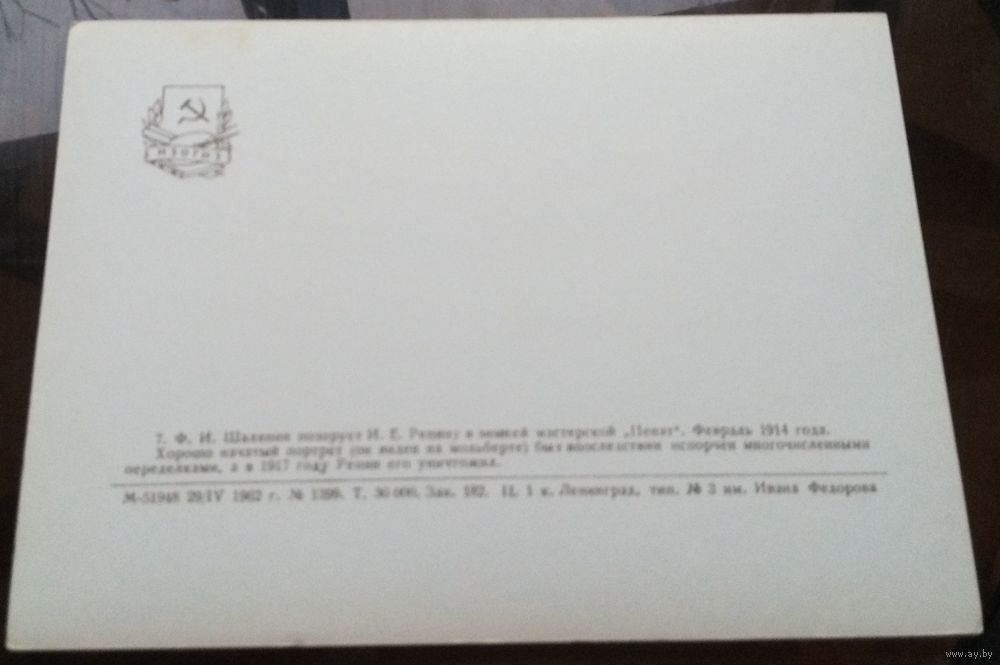 ИЗОГИЗ
7. Ф. И. Шаляпин позирует И. Е. Репину в зимней мастерской „Пенат“. Февраль 1914 года.
Хорошо начатый портрет (он виден на мольберте) был впоследствии испорчен многочисленными
переделками, а в 1917 году Репин его уничтожил.
М-51948 29/IV 1962 г. № Т. 30 000. Зак. 182. Ц. 1 к. Ленинград, тип. № 3 им. Ивана Федорова
www.ay.by